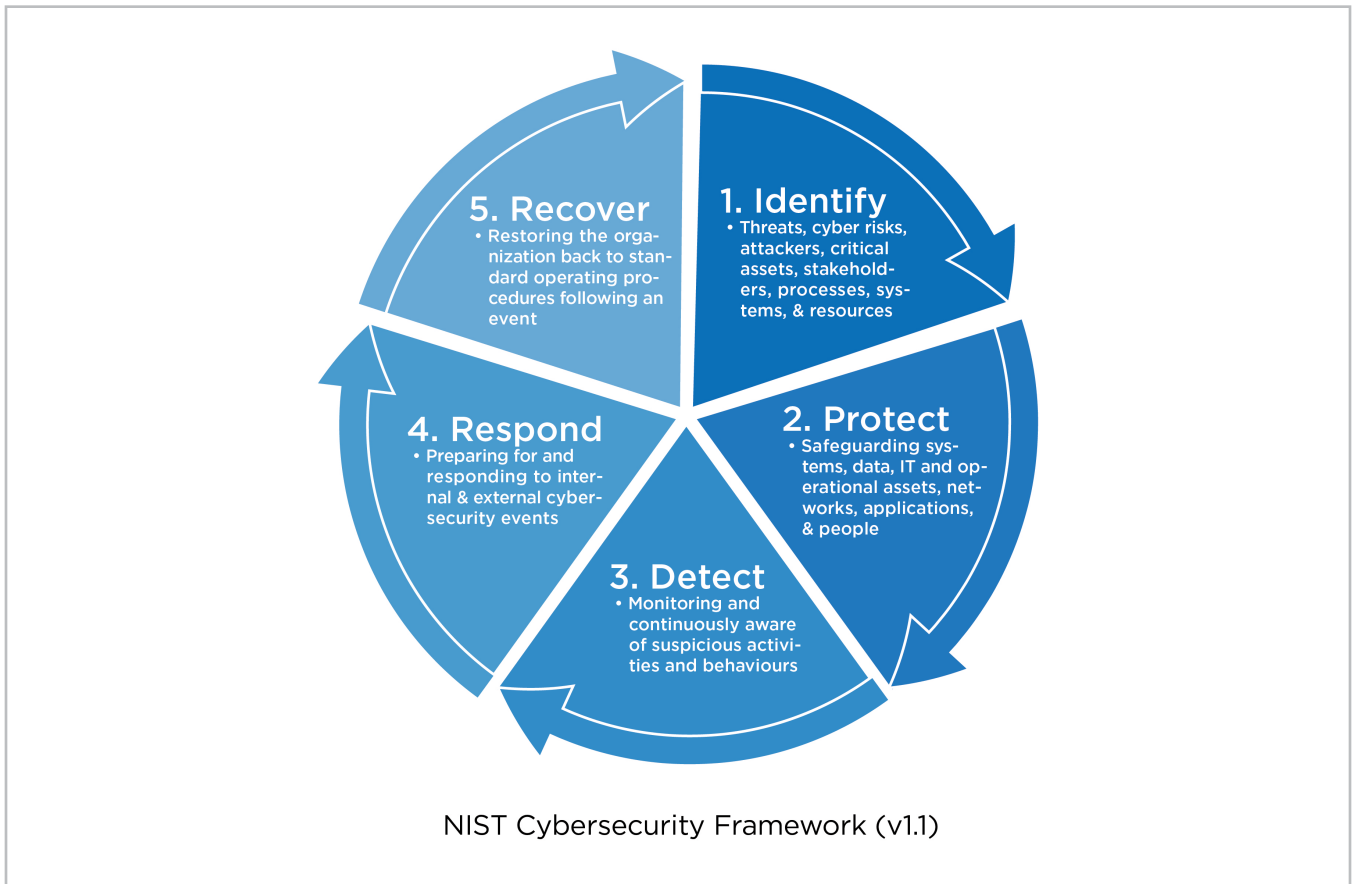 1. Identify
• Threats, cyber risks,
attackers, critical
assets, stakehold-
ers, processes, sys-
tems, & resources
2. Protect
• Safeguarding sys-
tems, data, IT and op-
erational assets, net-
works, applications,
& people
3. Detect
• Monitoring and
continuously aware
of suspicious activi-
ties and behaviours
4. Respond
• Preparing for and
responding to inter-
nal & external cyber-
security events
5. Recover
• Restoring the orga-
nization back to stan-
dard operating pro-
cedures following an
event
NIST Cybersecurity Framework (v1.1)